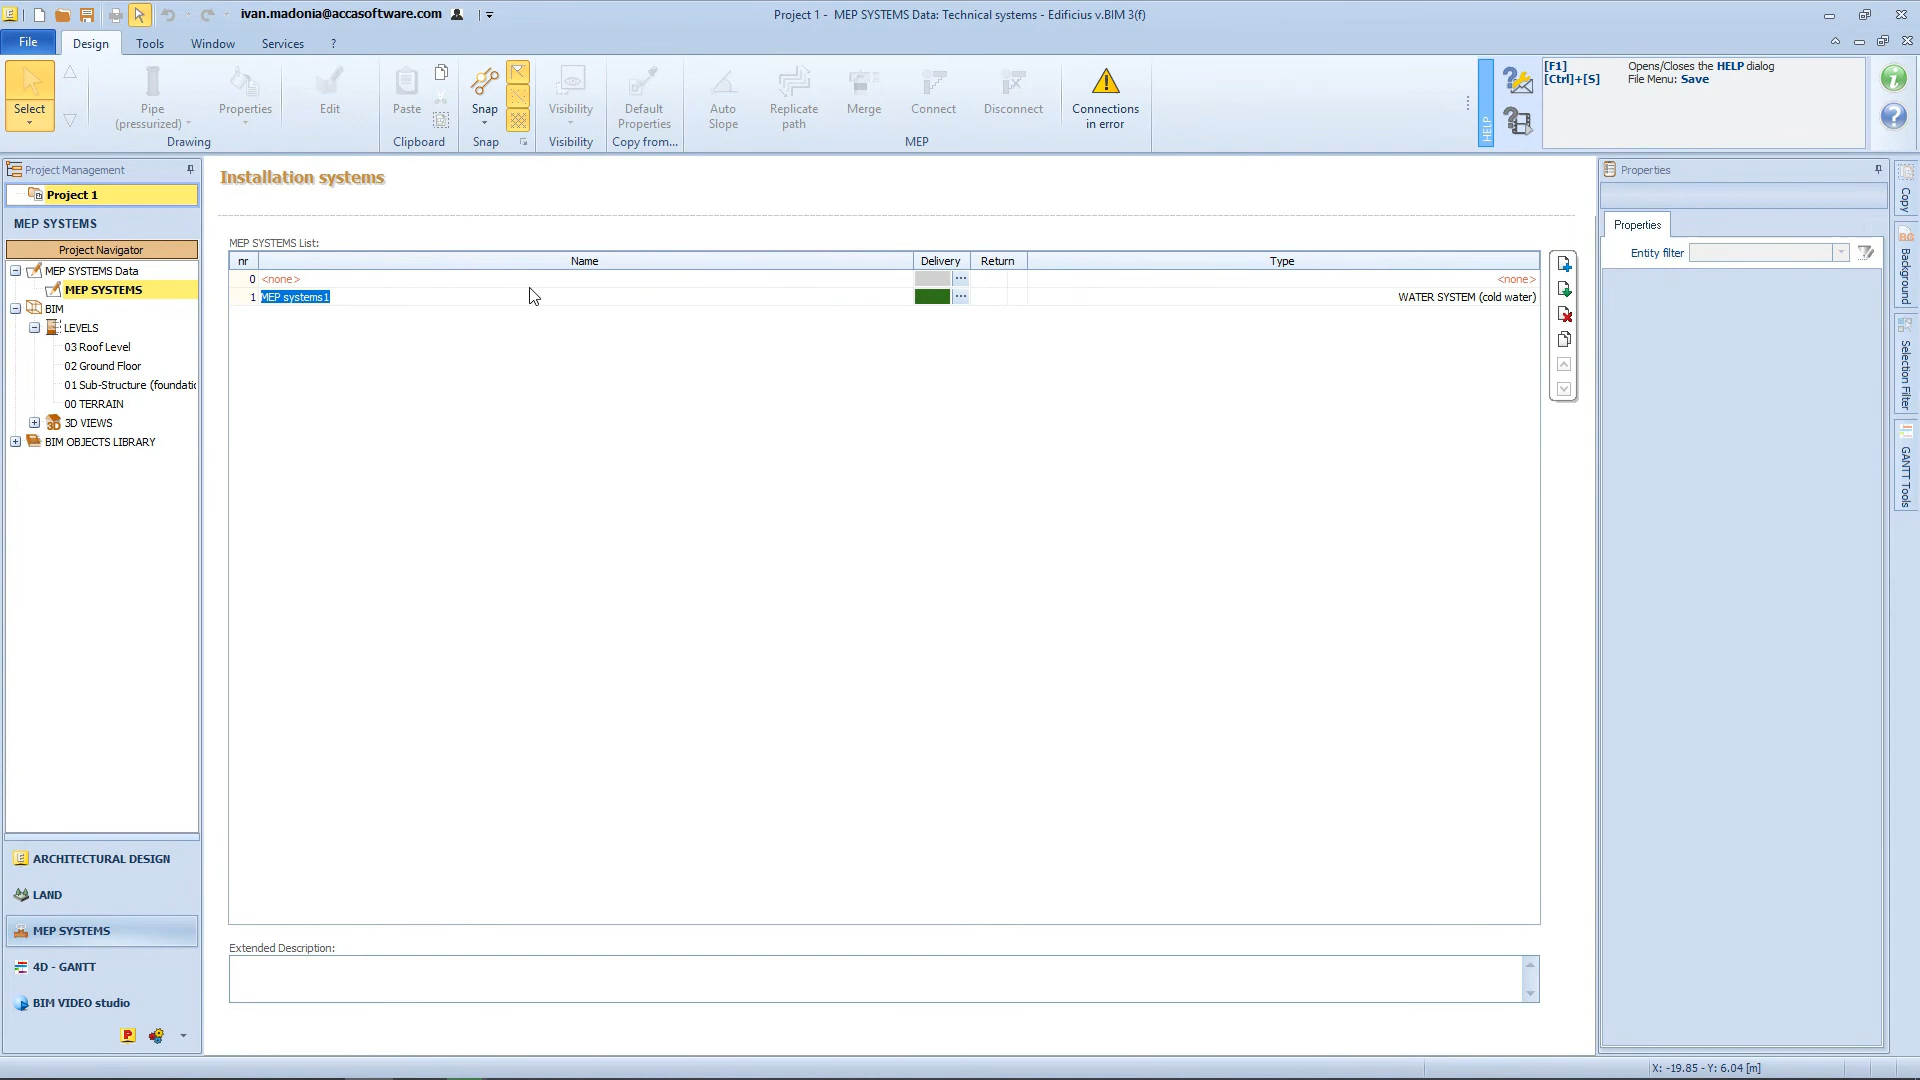 ivan.madonia@accasoftware.com
Project 1 - MEP SYSTEMS Data: Technical systems - Edificius v.BIM 3(f)
File Design Tools Window Services ?
Select
Pipe
(pressurized)
Properties
Edit
Drawing
Paste
Clipboard
Snap
Snap
Visibility
Visibility
Default
Properties
Copy from...
Auto
Slope
Replicate
path
Merge
Connect
Disconnect
Connections
in error
MEP
HELP
[F1] Opens/Closes the HELP dialog
[Ctrl]+[S] File Menu: Save
Project Management
Project 1
MEP SYSTEMS
Project Navigator
MEP SYSTEMS Data
MEP SYSTEMS
BIM
LEVELS
03 Roof Level
02 Ground Floor
01 Sub-Structure (foundatio
00 TERRAIN
3D VIEWS
BIM OBJECTS LIBRARY
ARCHITECTURAL DESIGN
LAND
MEP SYSTEMS
4D - GANTT
BIM VIDEO studio
Installation systems
MEP SYSTEMS List:
nr Name Delivery Return Type
0 <none> ... <none>
1 MEP systems1 ... WATER SYSTEM (cold water)
Extended Description:
Properties
Properties
Entity filter
Copy
Background
Selection Filter
GANTT Tools
X: -19.85 - Y: 6.04 [m]